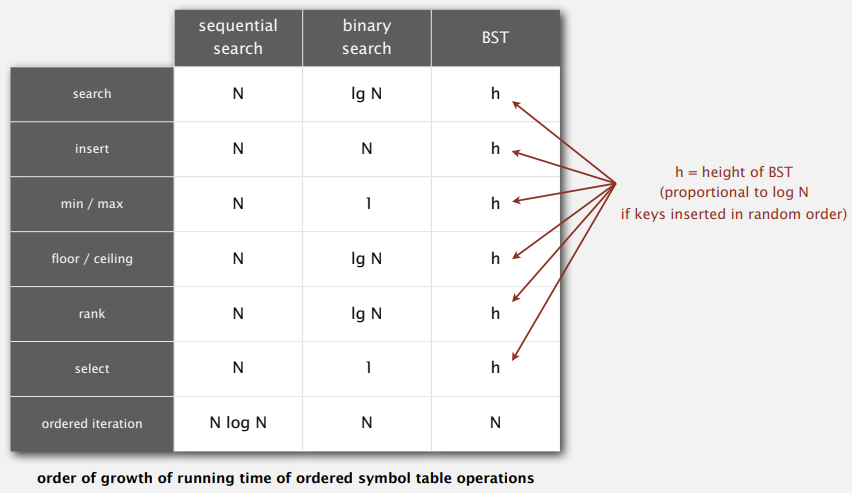 sequential
search
binary
search
BST
search N lg N h
insert N N h
min / max N 1 h
floor / ceiling N lg N h
rank N lg N h
select N 1 h
ordered iteration N log N N N
h = height of BST
(proportional to log N
if keys inserted in random order)
order of growth of running time of ordered symbol table operations